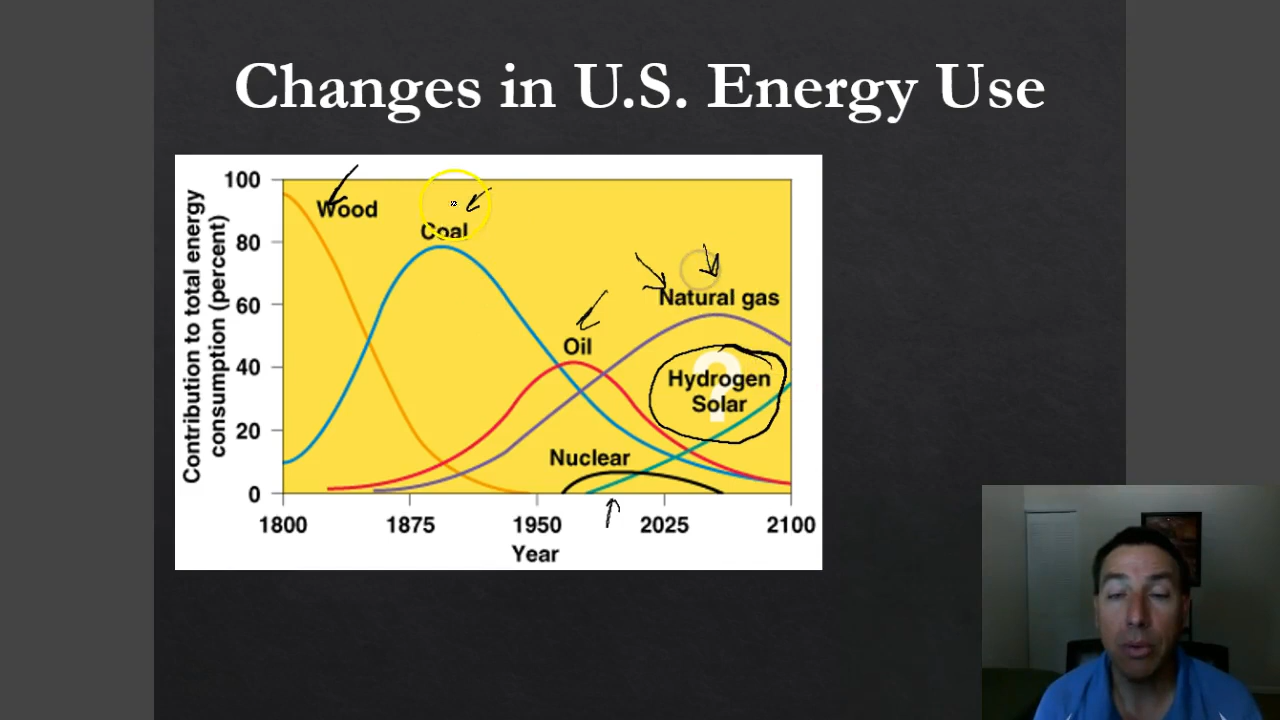 Changes in U.S. Energy Use
Contribution to total energy
consumption (percent)
100
80
60
40
20
0
Wood
Coal
Oil
Natural gas
?
Hydrogen
Solar
Nuclear
1800
1875
1950
2025
2100
Year